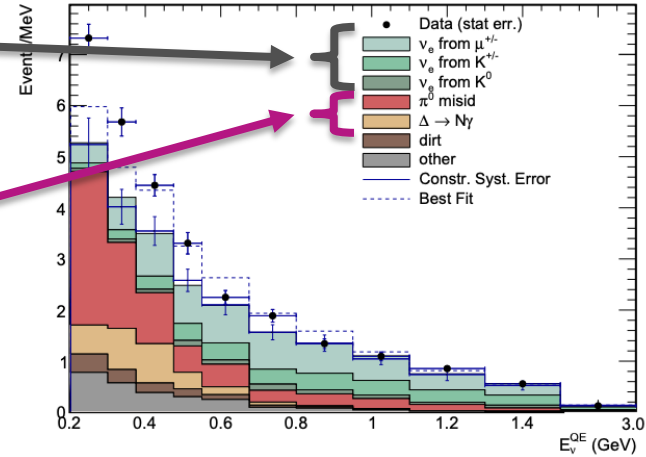 Events/MeV
7
6
5
4
3
2
1
0
Data (stat err.)
νe from μ+/-
νe from K+/-
νe from K0
π0 misid
Δ → Nγ
dirt
other
Constr. Syst. Error
Best Fit
0.2 0.4 0.6 0.8 1 1.2 1.4 3.0
EνQE (GeV)